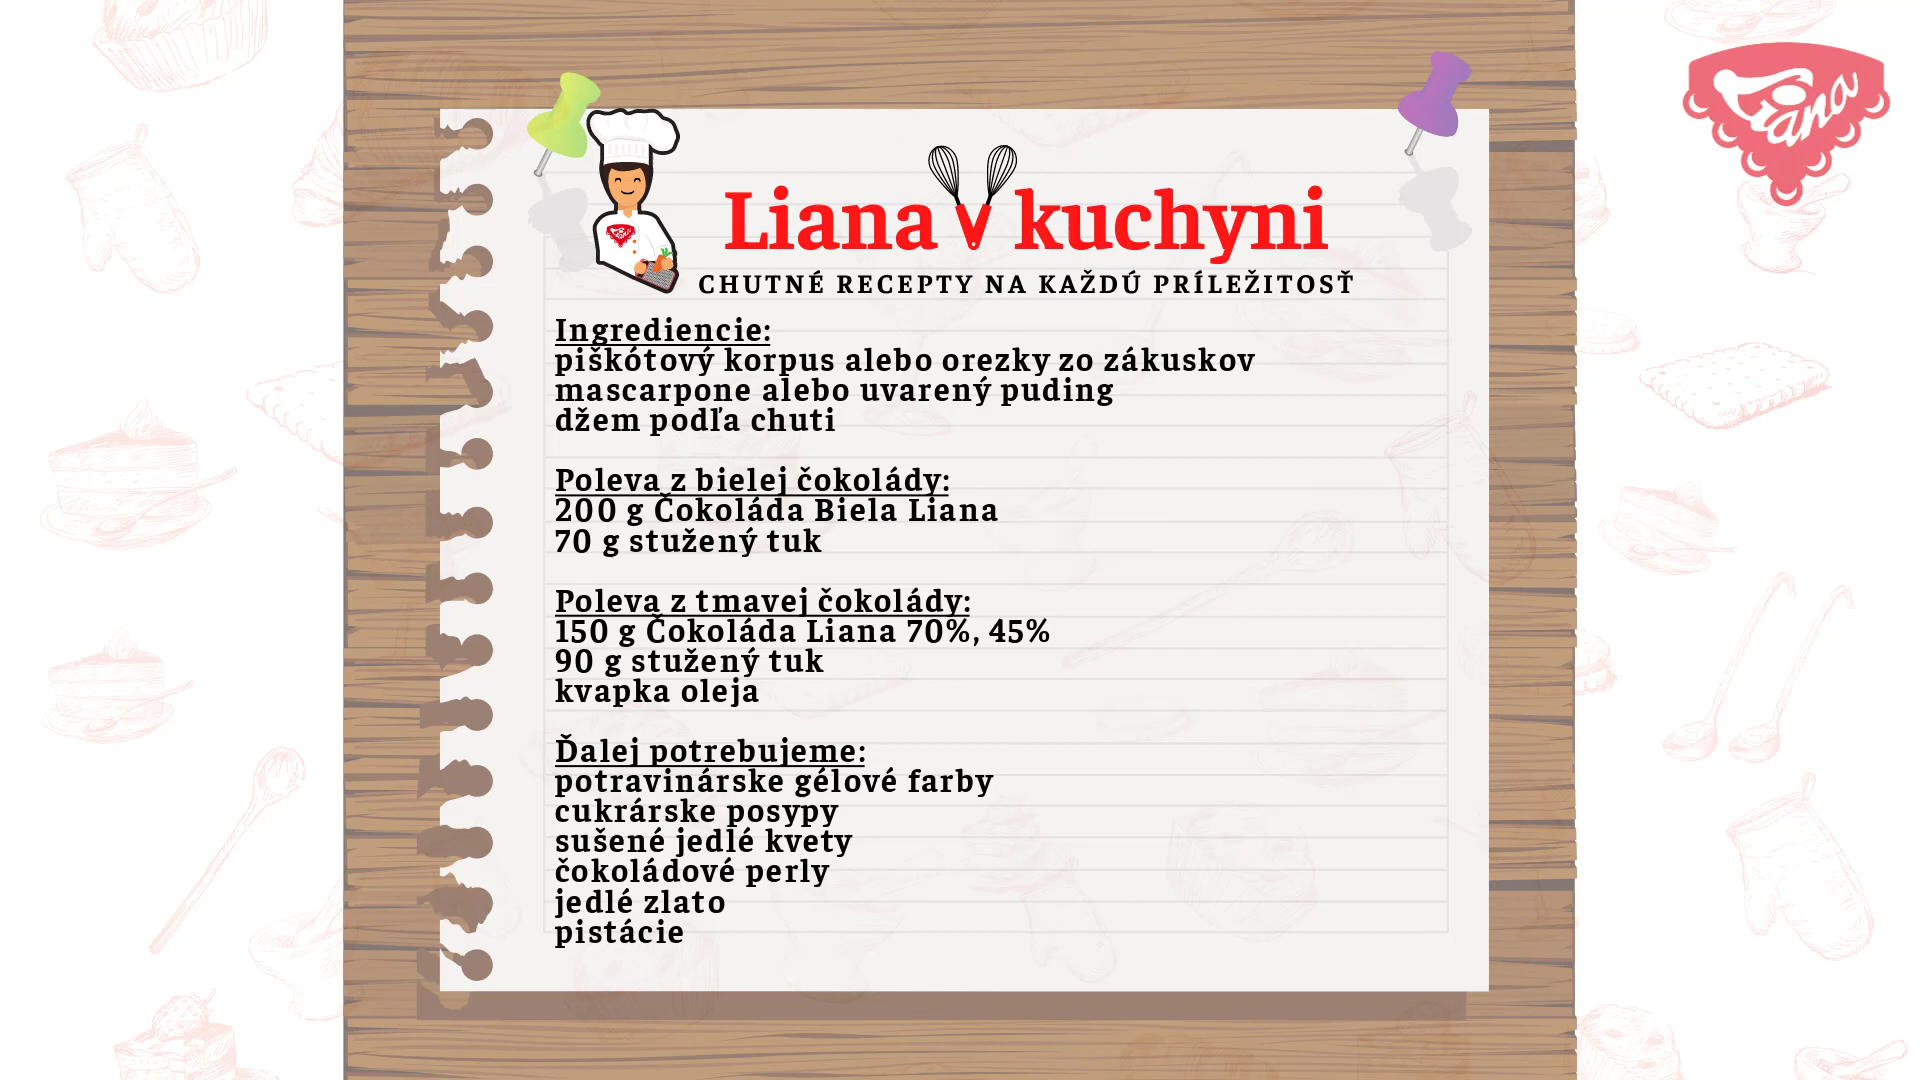 Liana
Liana v kuchyni
CHUTNÉ RECEPTY NA KAŽDÚ PRÍLEŽITOSŤ
Ingrediencie:
piškótový korpus alebo orezky zo zákuskov
mascarpone alebo uvarený puding
džem podľa chuti
Poleva z bielej čokolády:
200 g Čokoláda Biela Liana
70 g stužený tuk
Poleva z tmavej čokolády:
150 g Čokoláda Liana 70%, 45%
90 g stužený tuk
kvapka oleja
Ďalej potrebujeme:
potravinárske gélové farby
cukrárske posypy
sušené jedlé kvety
čokoládové perly
jedlé zlato
pistácie